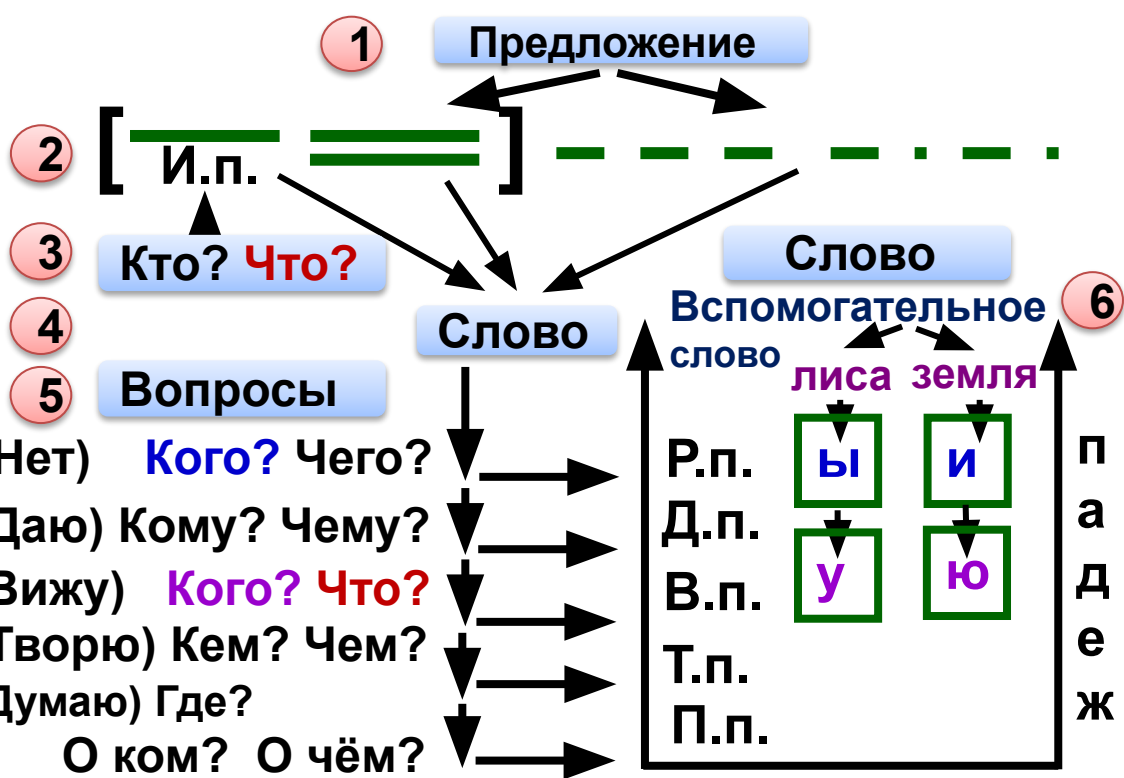 1 Предложение
2 И.п.
3 Кто? Что?
4 Слово
5 Вопросы
Нет) Кого? Чего?
Даю) Кому? Чему?
Вижу) Кого? Что?
Творю) Кем? Чем?
Думаю) Где?
О ком? О чём?
Слово
Вспомогательное 6
слово
лиса земля
Р.п. ы и
Д.п.
В.п. у ю
Т.п.
П.п.
падеж